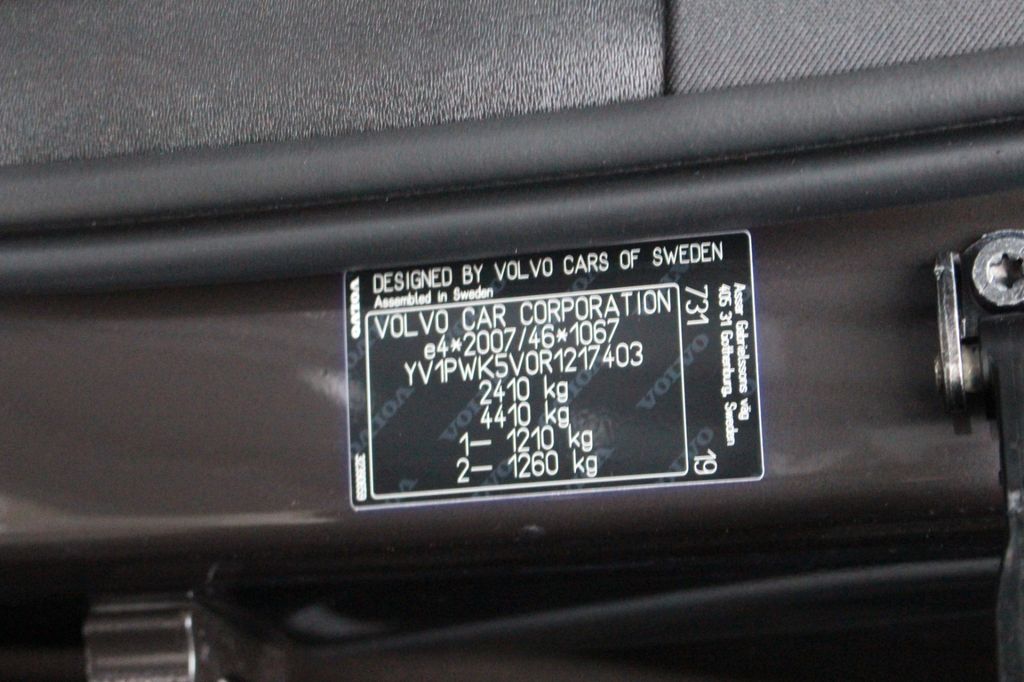 DESIGNED BY VOLVO CARS OF SWEDEN
Assembled in Sweden
VOLVO
VOLVO CAR CORPORATION
e4*2007/46*1067
YV1PWK5V0R1217403
2410 kg
4410 kg
1– 1210 kg
2– 1260 kg
731
19
Assar Gabrielssons väg
405 31 Gothenburg, Sweden